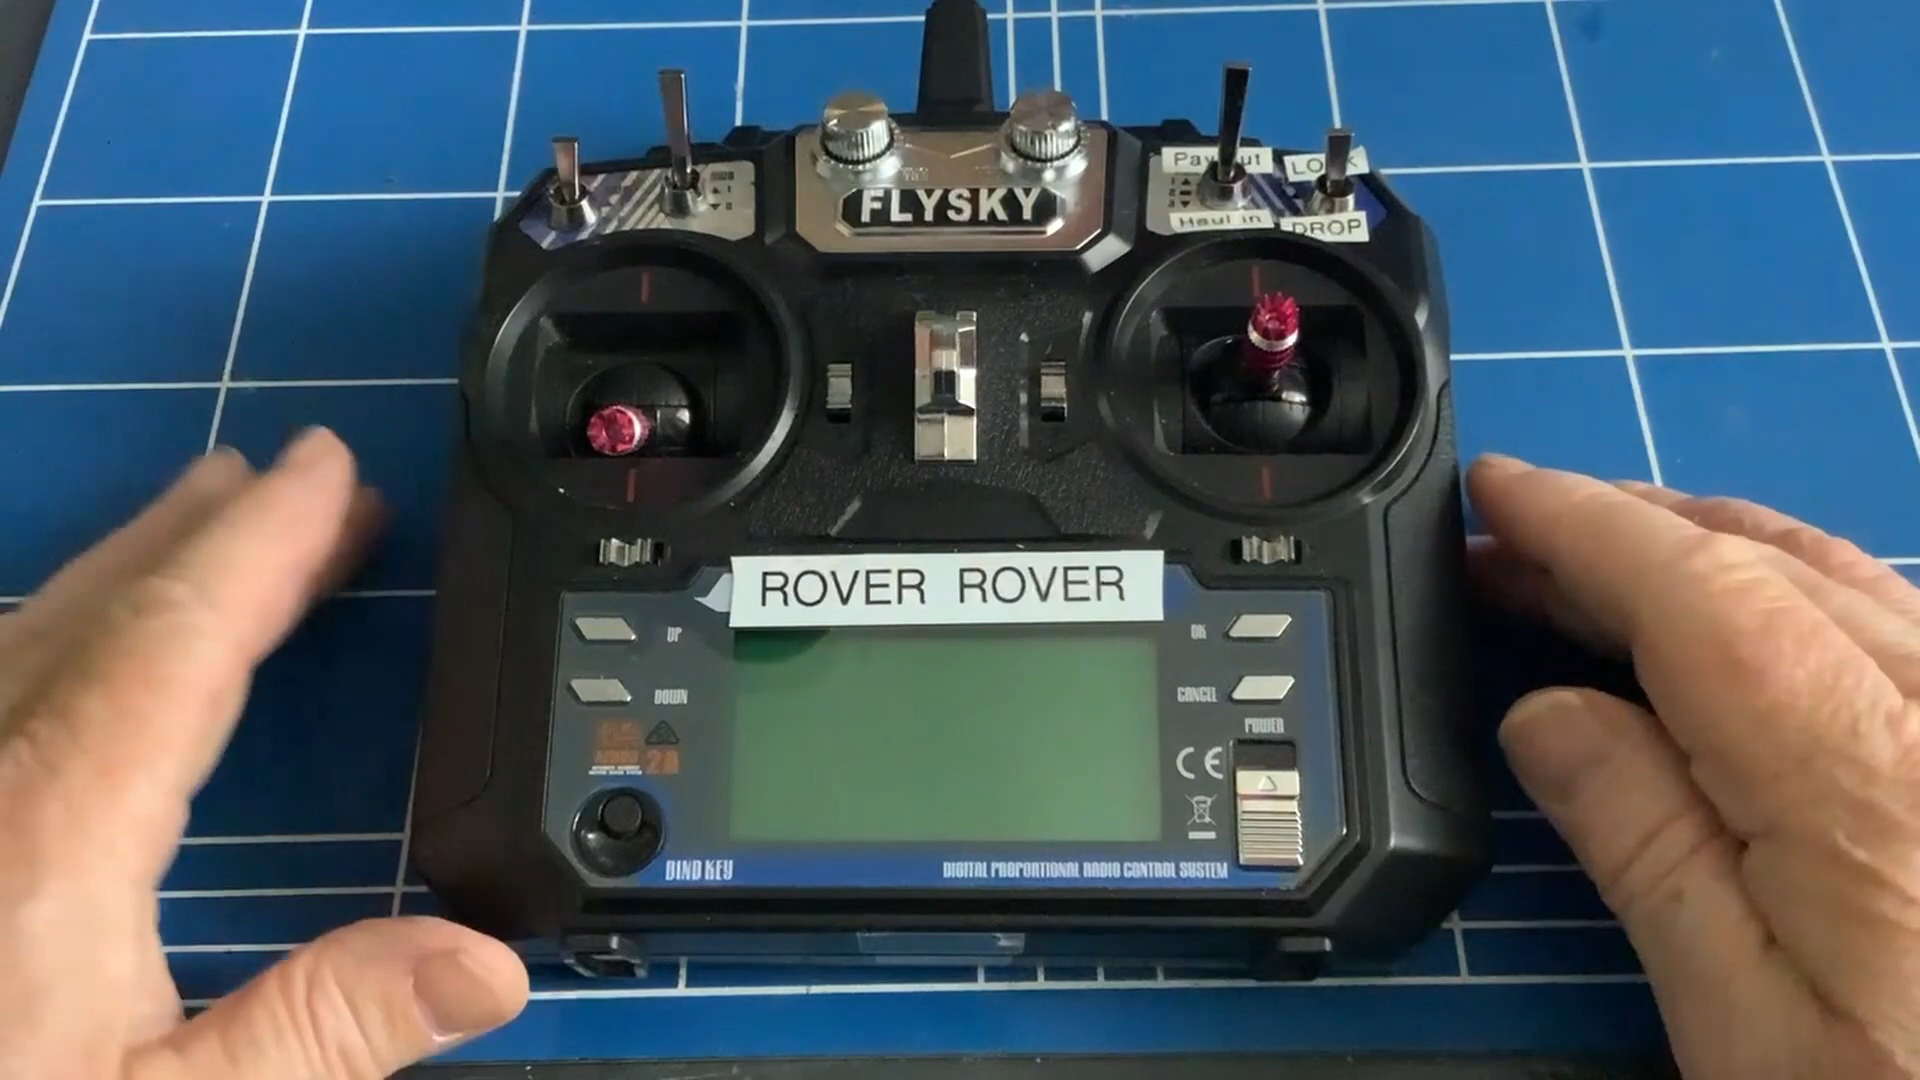 Pay out
LOCK
FLYSKY
Haul in
DROP
ROVER ROVER
UP
OK
DOWN
CANCEL
POWER
CE
2A
BIND KEY
DIGITAL PROPORTIONAL RADIO CONTROL SYSTEM